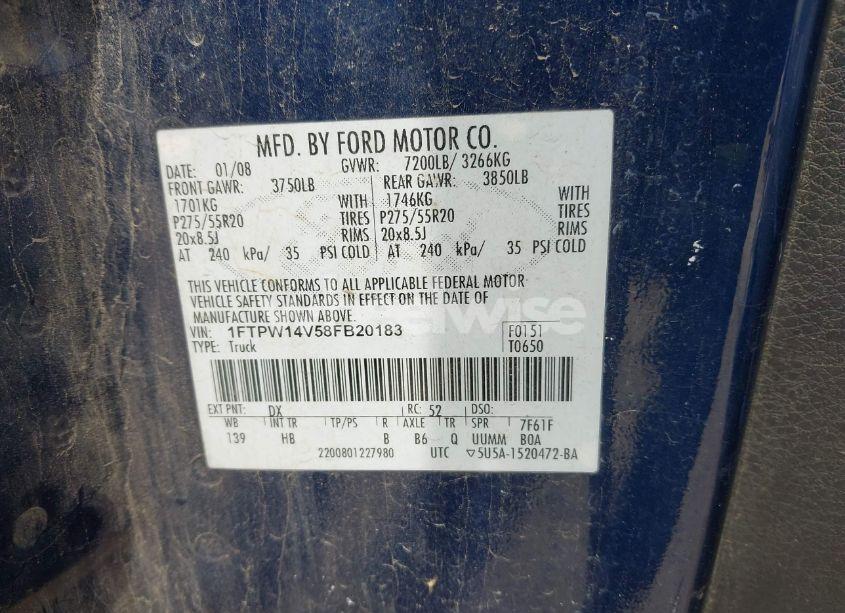 MFD. BY FORD MOTOR CO.
DATE: 01/08 GVWR: 7200LB/ 3266KG
FRONT GAWR: 3750LB REAR GAWR: 3850LB
1701KG WITH 1746KG WITH
P275/55R20 TIRES P275/55R20 TIRES
20x8.5J RIMS 20x8.5J RIMS
AT 240 kPa/ 35 PSI COLD AT 240 kPa/ 35 PSI COLD
THIS VEHICLE CONFORMS TO ALL APPLICABLE FEDERAL MOTOR
VEHICLE SAFETY STANDARDS IN EFFECT ON THE DATE OF
MANUFACTURE SHOWN ABOVE.
VIN: 1FTPW14V58FB20183 F0151
TYPE: Truck T0650
EXT PNT: DX RC: 52 DSO:
WB INT TR TP/PS R AXLE TR SPR 7F61F
139 HB B B6 Q UUMM B0A
2200801227980 UTC ▽5U5A-1520472-BA